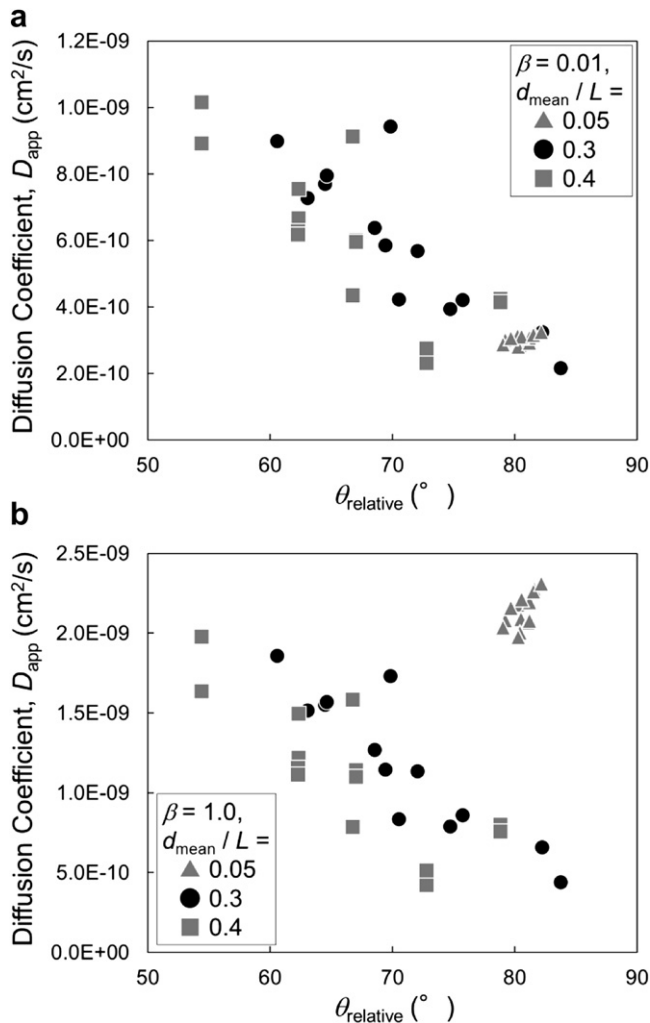 a
1.2E-09
1.0E-09
8.0E-10
6.0E-10
4.0E-10
2.0E-10
0.0E+00
Diffusion Coefficient, Dapp (cm²/s)
β = 0.01,
dmean / L =
0.05
0.3
0.4
50 60 70 80 90
θrelative (° )
b
2.5E-09
2.0E-09
1.5E-09
1.0E-09
5.0E-10
0.0E+00
Diffusion Coefficient, Dapp (cm²/s)
β = 1.0,
dmean / L =
0.05
0.3
0.4
50 60 70 80 90
θrelative (° )